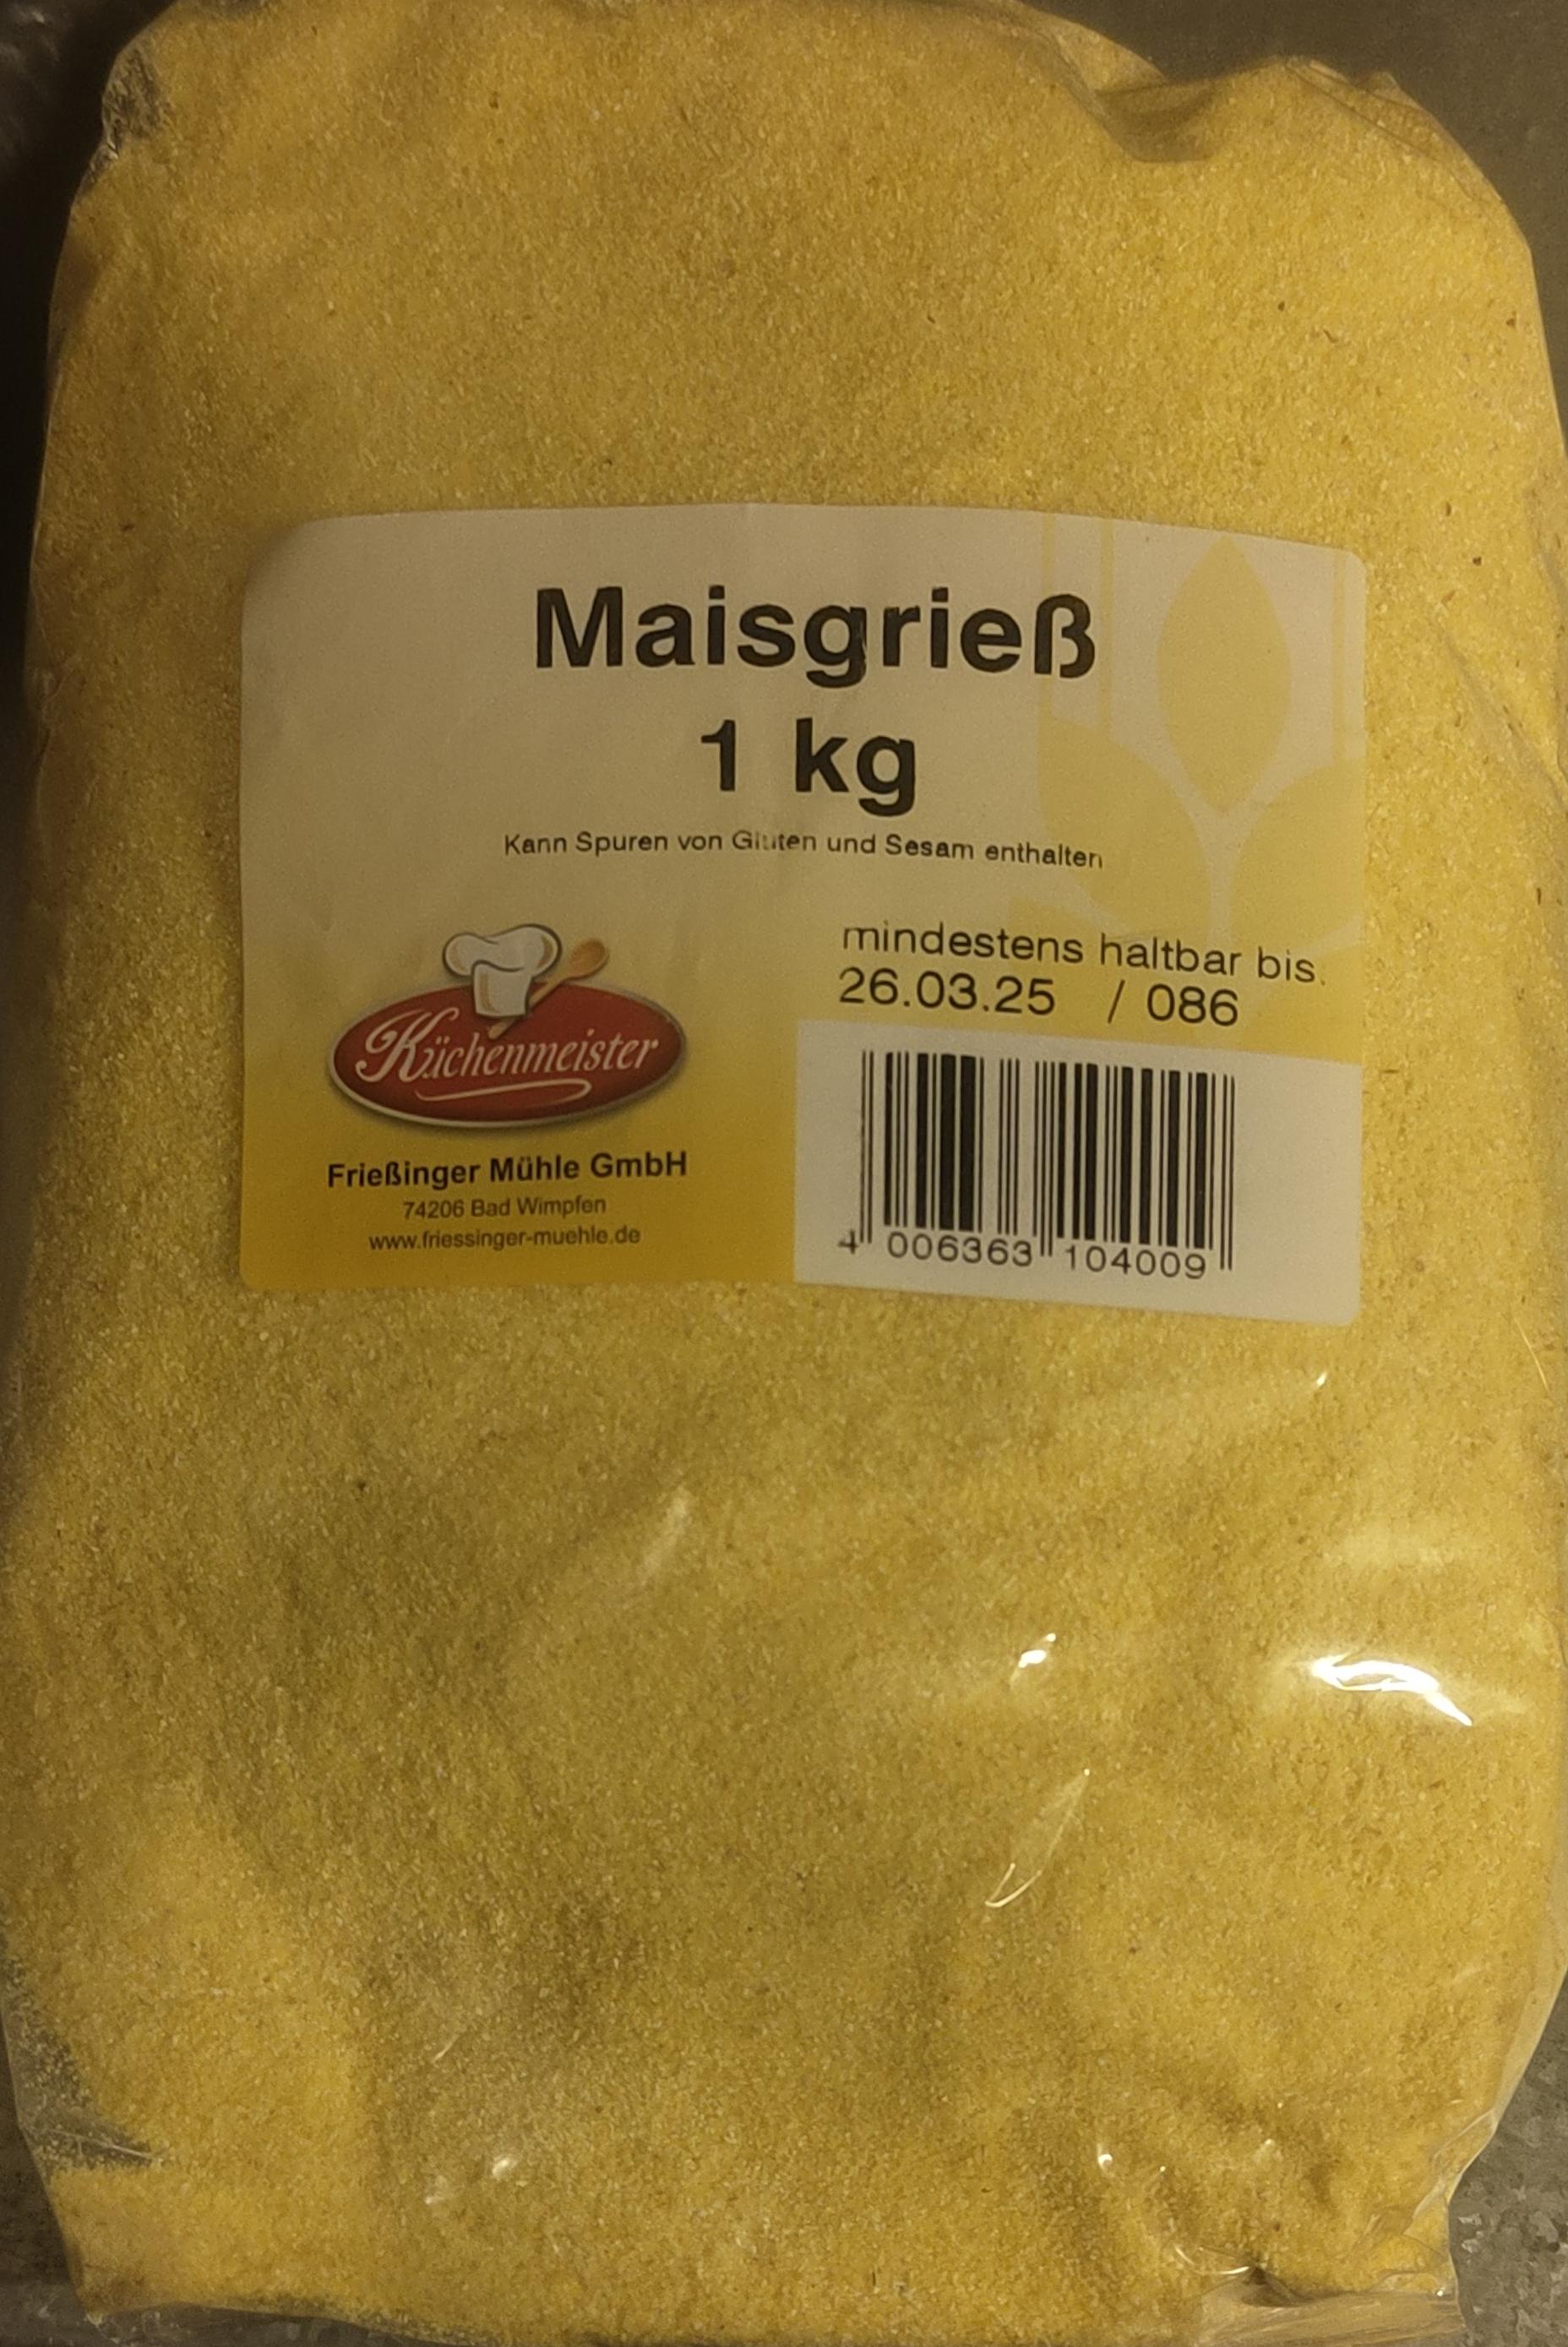 Maisgrieß
1 kg
Kann Spuren von Gluten und Sesam enthalten
mindestens haltbar bis.
26.03.25 / 086
Küchenmeister
Frießinger Mühle GmbH
74206 Bad Wimpfen
www.friessinger-muehle.de
4 006363 104009